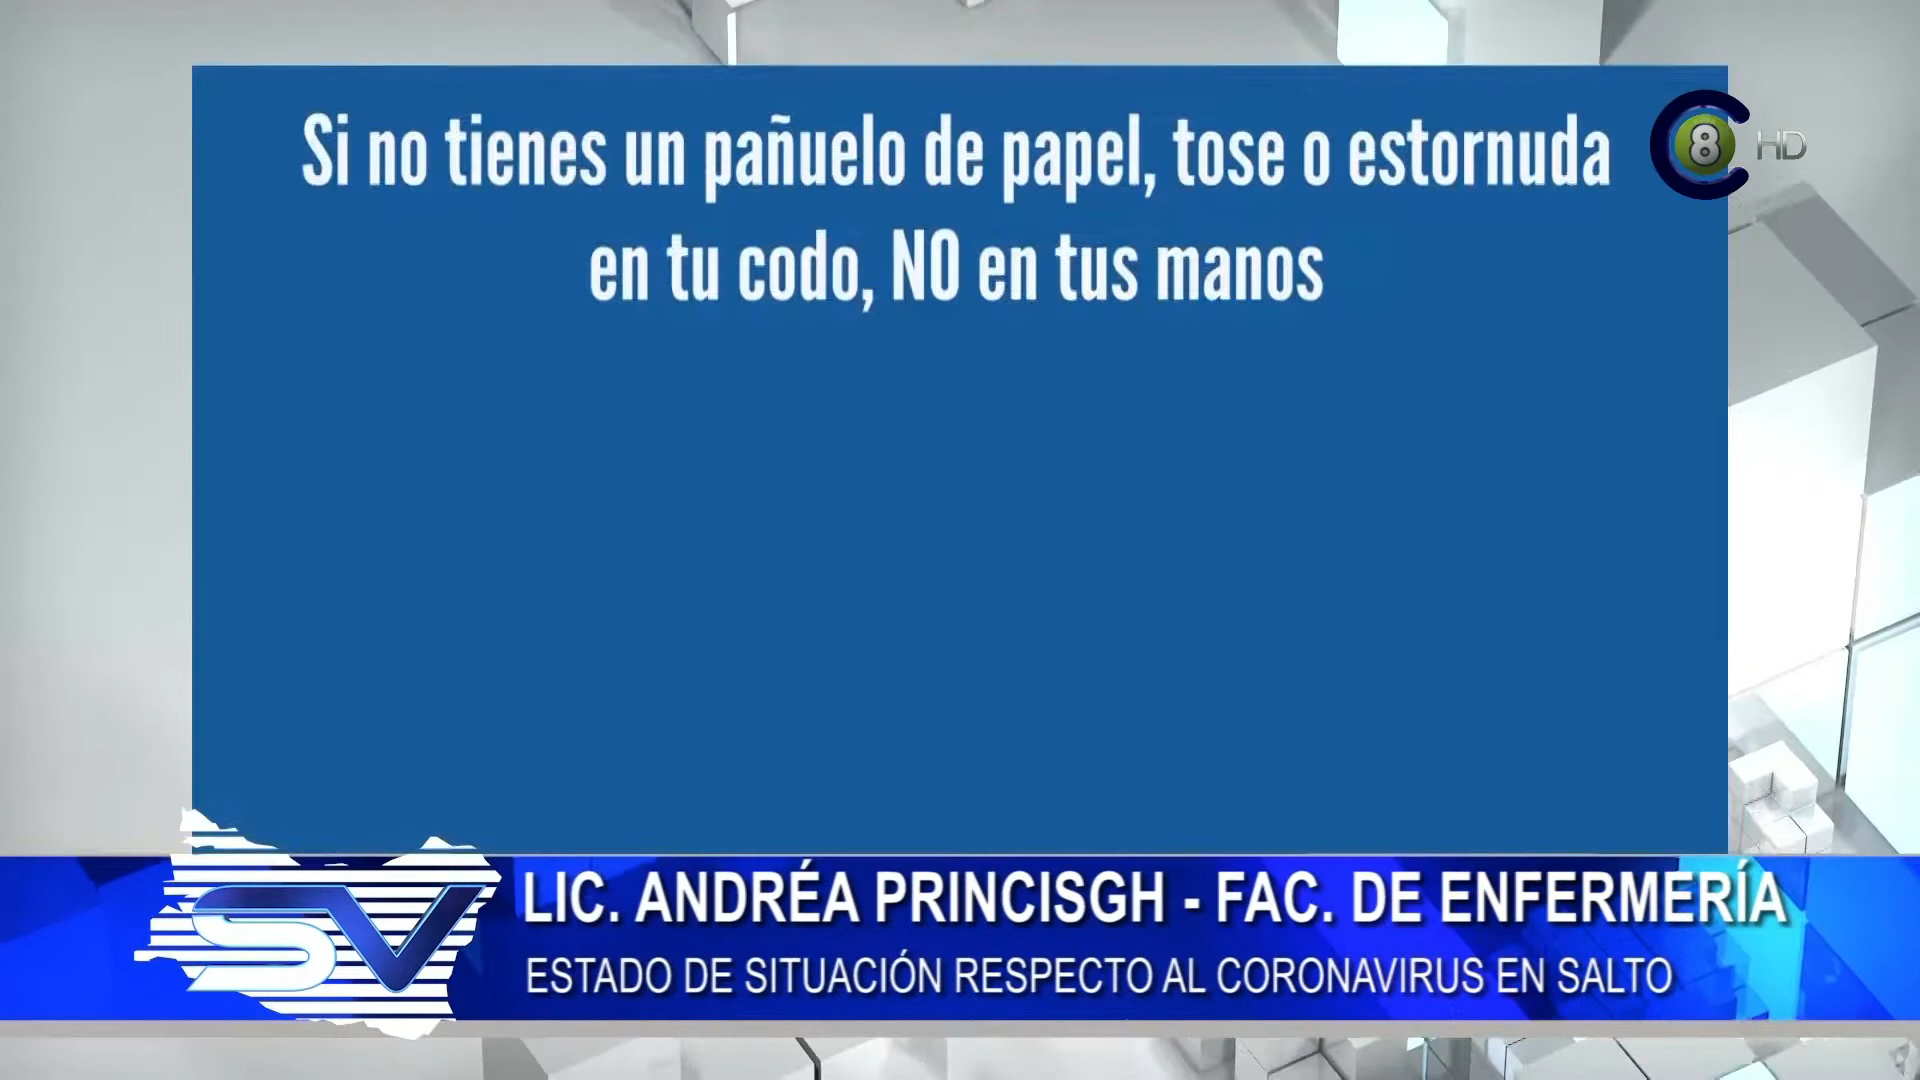 Si no tienes un pañuelo de papel, tose o estornuda
en tu codo, NO en tus manos
C8 HD
SV
LIC. ANDRÉA PRINCISGH - FAC. DE ENFERMERÍA
ESTADO DE SITUACIÓN RESPECTO AL CORONAVIRUS EN SALTO